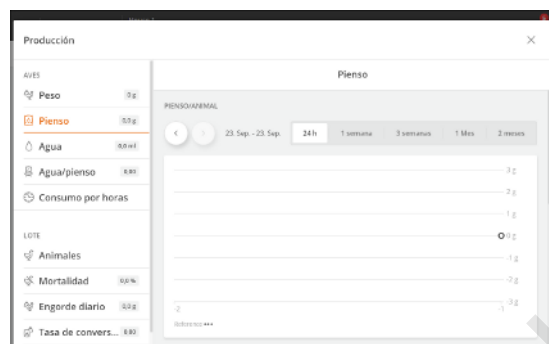 Producción
AVES
Peso 0 g
Pienso 0,0 g
Agua 0,0 ml
Agua/pienso 0,00
Consumo por horas
LOTE
Animales
Mortalidad 0,0 %
Engorde diario 0,0 g
Tasa de convers... 0,00
Pienso
PIENSO/ANIMAL
23. Sep. - 23. Sep. 24 h 1 semana 3 semanas 1 Mes 2 meses
3 g
2 g
1 g
0 g
-1 g
-2 g
-3 g
-2 -1
Reference